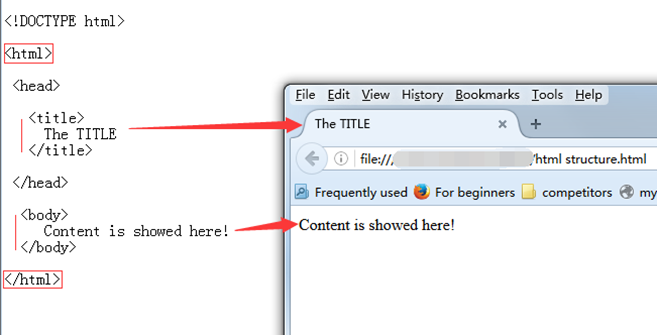 <!DOCTYPE html>
<html>
<head>
<title>
The TITLE
</title>
</head>
<body>
Content is showed here!
</body>
</html>
File Edit View History Bookmarks Tools Help
The TITLE
file://, /html structure.html
Frequently used For beginners competitors my
Content is showed here!